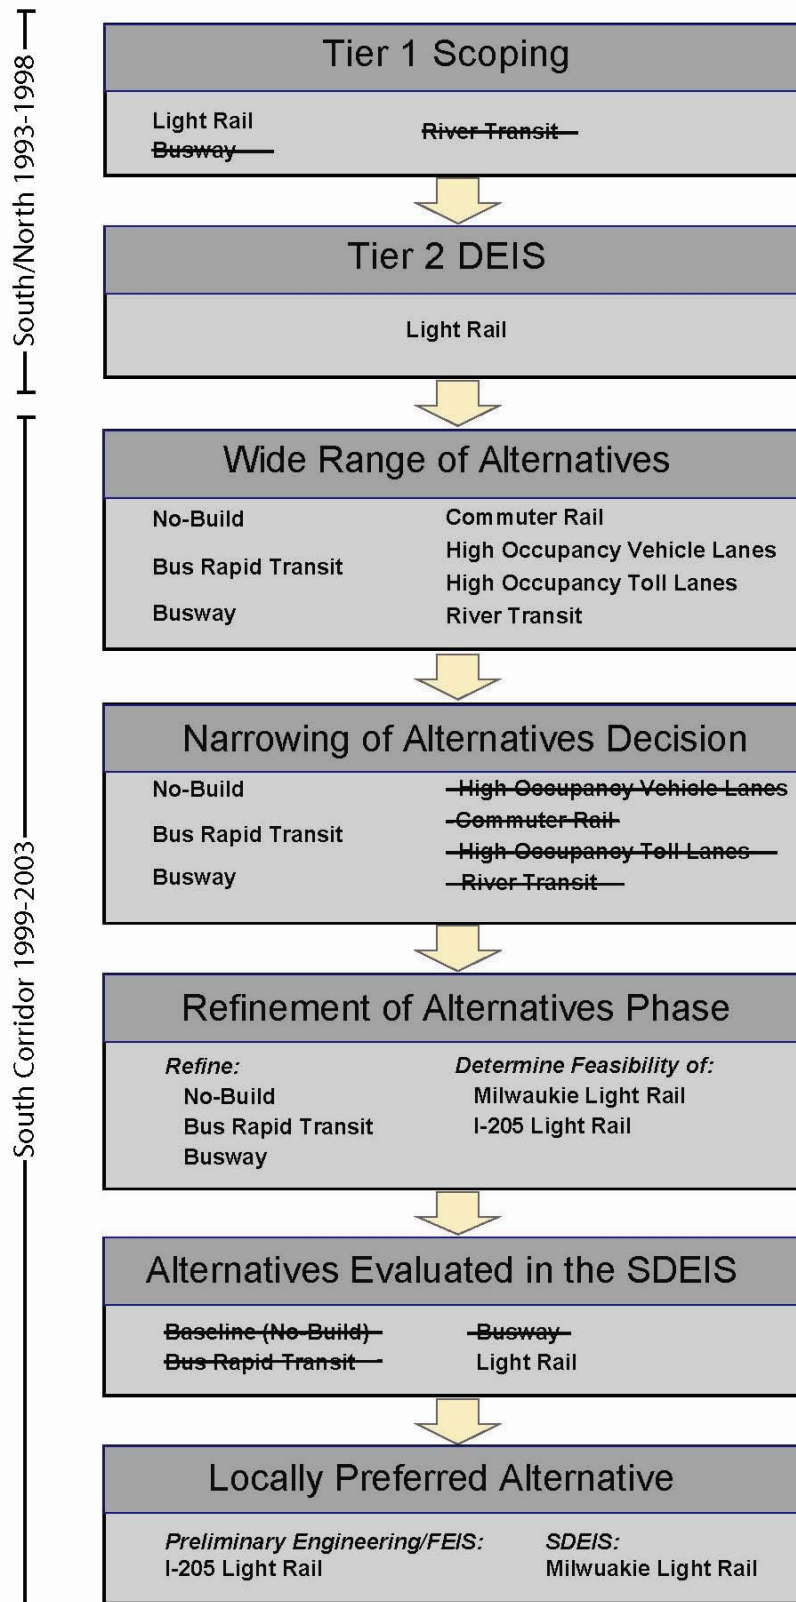 South/North 1993-1998
Tier 1 Scoping
Light Rail
Busway
River Transit
Tier 2 DEIS
Light Rail
South Corridor 1999-2003
Wide Range of Alternatives
No-Build
Bus Rapid Transit
Busway
Commuter Rail
High Occupancy Vehicle Lanes
High Occupancy Toll Lanes
River Transit
Narrowing of Alternatives Decision
No-Build
Bus Rapid Transit
Busway
High Occupancy Vehicle Lanes
Commuter Rail
High Occupancy Toll Lanes
River Transit
Refinement of Alternatives Phase
Refine:
No-Build
Bus Rapid Transit
Busway
Determine Feasibility of:
Milwaukie Light Rail
I-205 Light Rail
Alternatives Evaluated in the SDEIS
Baseline (No-Build)
Bus Rapid Transit
Busway
Light Rail
Locally Preferred Alternative
Preliminary Engineering/FEIS:
I-205 Light Rail
SDEIS:
Milwuakie Light Rail